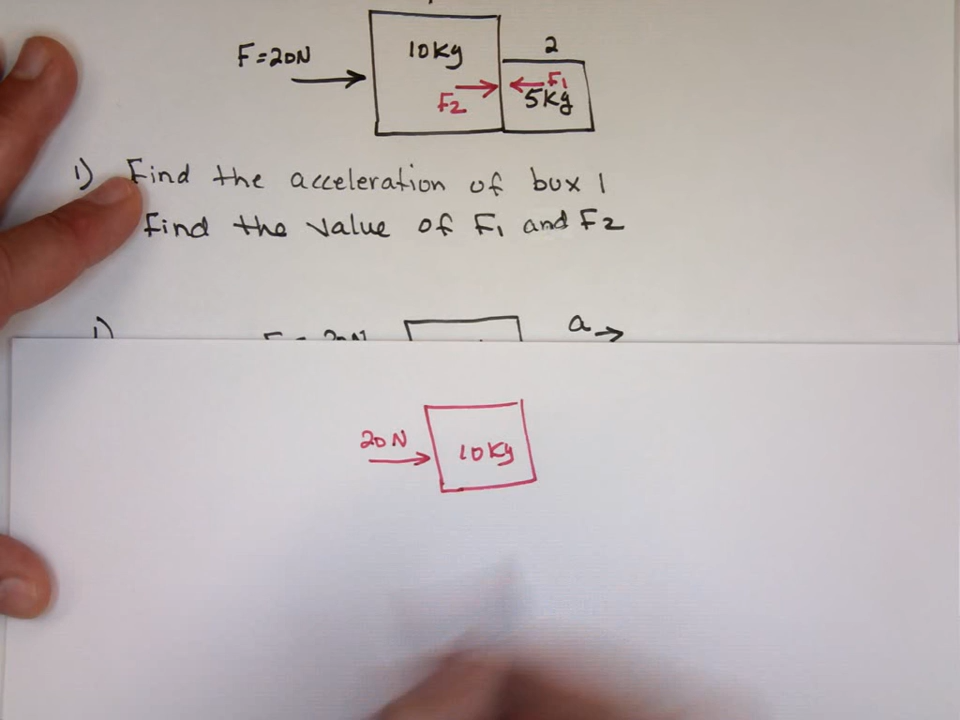 F=20N
10Kg
2
F2
F1
5Kg
1) Find the acceleration of box 1
Find the value of F1 and F2
1)
a
20N
10Kg